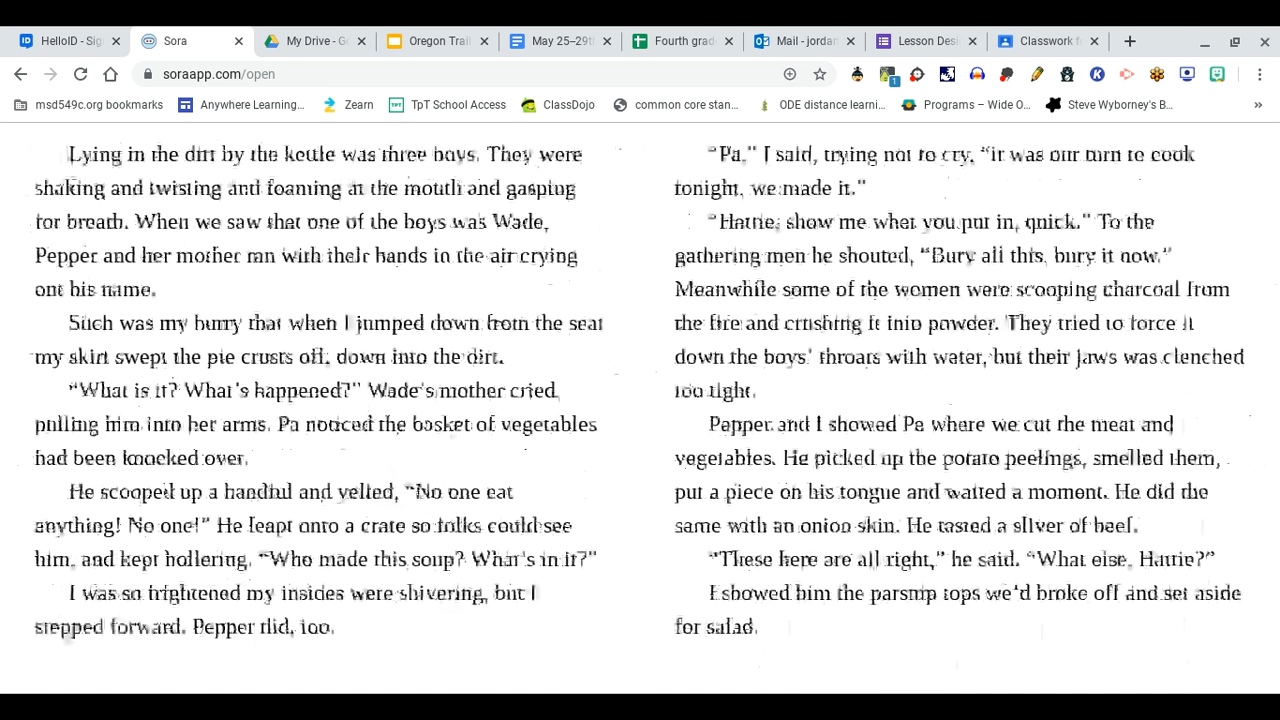 HelloID - Sig
Sora
My Drive - Go
Oregon Trail
May 25–29th
Fourth grad
Mail - jordan
Lesson Desi
Classwork f
soraapp.com/open
msd549c.org bookmarks
Anywhere Learning...
Zearn
TpT School Access
ClassDojo
common core stan...
ODE distance learni...
Programs – Wide O...
Steve Wyborney's B...
Lying in the dirt by the kettle was three boys. They were
shaking and twisting and foaming at the mouth and gasping
for breath. When we saw that one of the boys was Wade,
Pepper and her mother ran with their hands in the air crying
out his name.
Such was my hurry that when I jumped down from the seat
my skirt swept the pie crusts off, down into the dirt.
“What is it? What's happened?” Wade's mother cried,
pulling him into her arms. Pa noticed the basket of vegetables
had been knocked over.
He scooped up a handful and yelled, “No one eat
anything! No one!” He leapt onto a crate so folks could see
him, and kept hollering, “Who made this soup? What's in it?”
I was so frightened my insides were shivering, but I
stepped forward. Pepper did, too.
“Pa,” I said, trying not to cry, “it was our turn to cook
tonight, we made it.”
“Hattie, show me what you put in, quick.” To the
gathering men he shouted, “Bury all this, bury it now.”
Meanwhile some of the women were scooping charcoal from
the fire and crushing it into powder. They tried to force it
down the boys' throats with water, but their jaws was clenched
too tight.
Pepper and I showed Pa where we cut the meat and
vegetables. He picked up the potato peelings, smelled them,
put a piece on his tongue and waited a moment. He did the
same with an onion skin. He tasted a sliver of beef.
“These here are all right,” he said. “What else, Hattie?”
I showed him the parsnip tops we'd broke off and set aside
for salad.